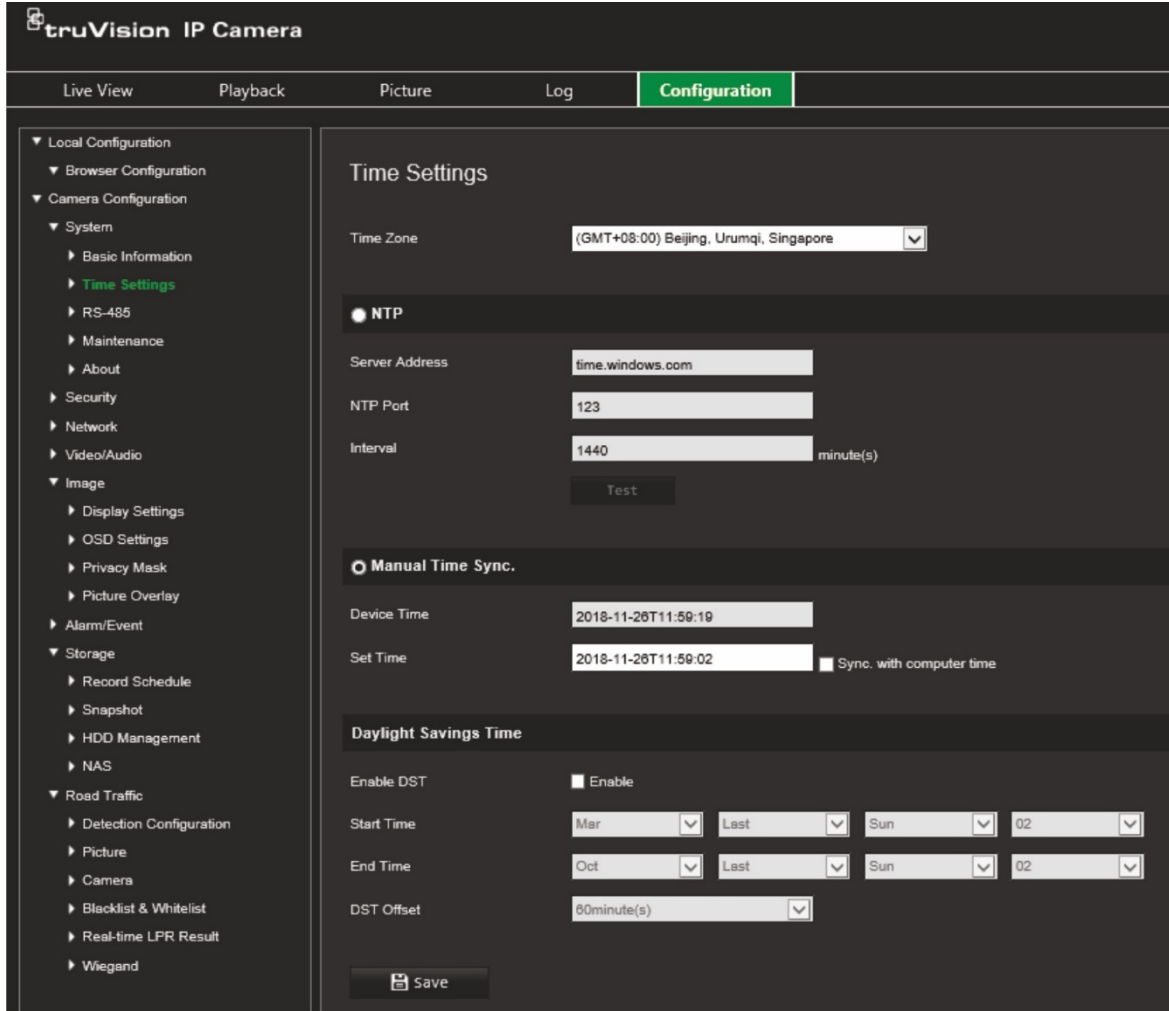 truVision IP Camera
Live View Playback Picture Log Configuration
Local Configuration
Browser Configuration
Camera Configuration
System
Basic Information
Time Settings
RS-485
Maintenance
About
Security
Network
Video/Audio
Image
Display Settings
OSD Settings
Privacy Mask
Picture Overlay
Alarm/Event
Storage
Record Schedule
Snapshot
HDD Management
NAS
Road Traffic
Detection Configuration
Picture
Camera
Blacklist & Whitelist
Real-time LPR Result
Wiegand
Time Settings
Time Zone (GMT+08:00) Beijing, Urumqi, Singapore
NTP
Server Address time.windows.com
NTP Port 123
Interval 1440 minute(s)
Test
Manual Time Sync.
Device Time 2018-11-26T11:59:19
Set Time 2018-11-26T11:59:02 Sync. with computer time
Daylight Savings Time
Enable DST Enable
Start Time Mar Last Sun 02
End Time Oct Last Sun 02
DST Offset 60minute(s)
Save